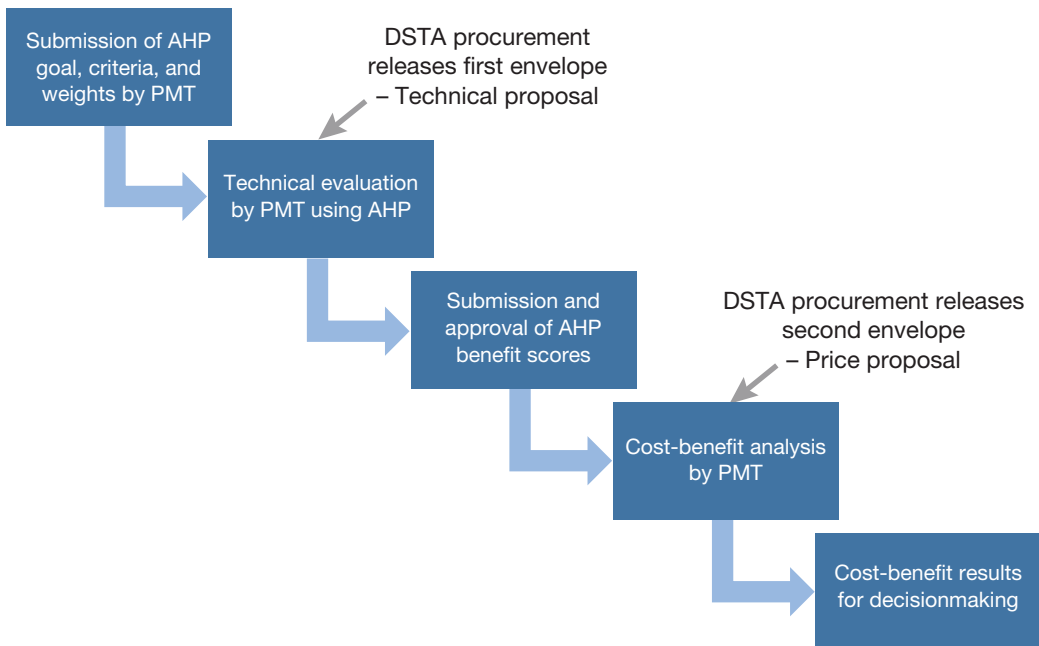 Submission of AHP
goal, criteria, and
weights by PMT
DSTA procurement
releases first envelope
– Technical proposal
Technical evaluation
by PMT using AHP
Submission and
approval of AHP
benefit scores
DSTA procurement releases
second envelope
– Price proposal
Cost-benefit analysis
by PMT
Cost-benefit results
for decisionmaking